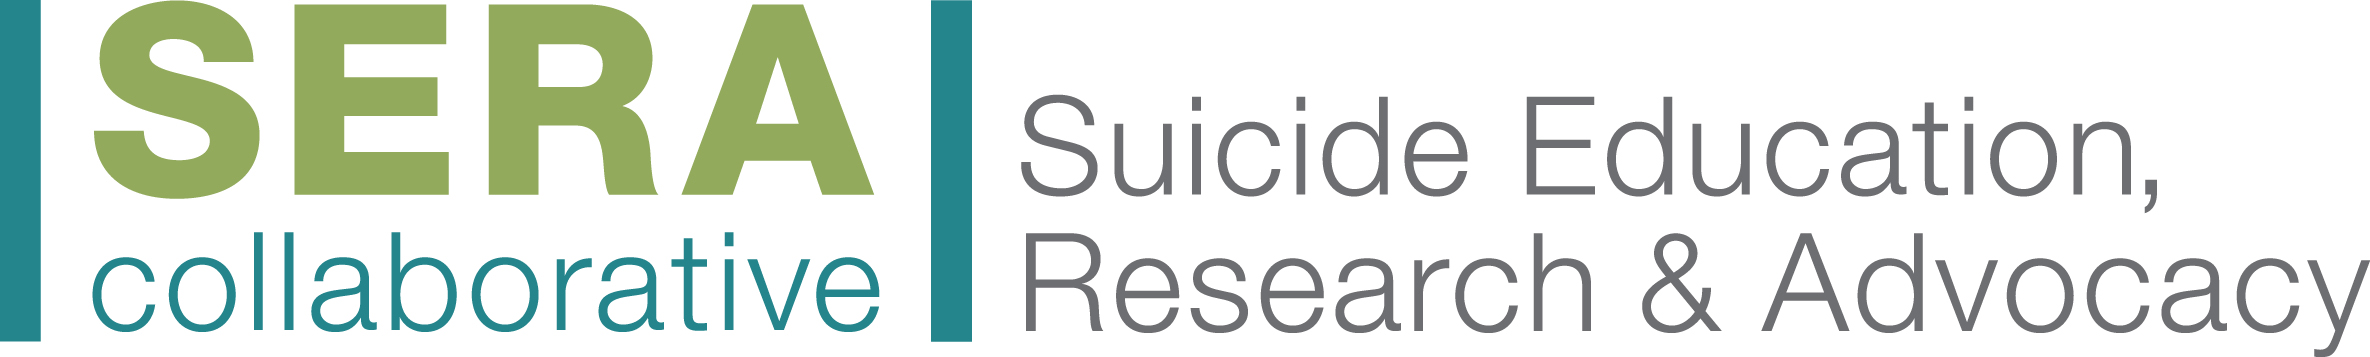 SERA
collaborative
Suicide Education,
Research & Advocacy